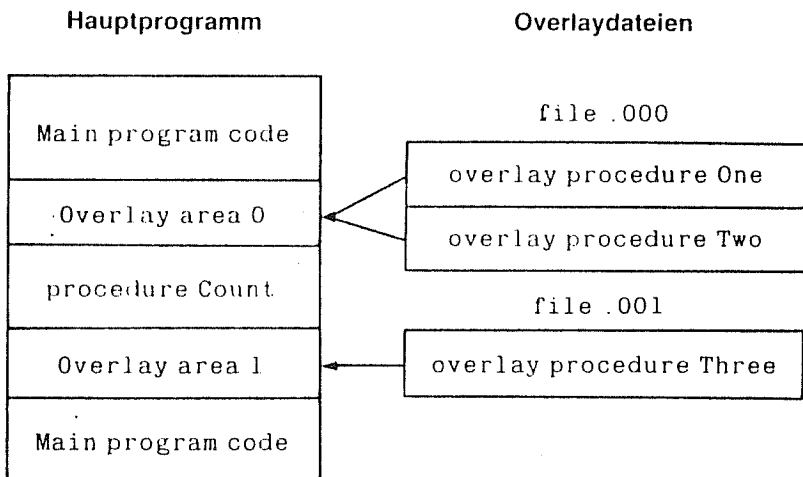 Hauptprogramm
Main program code
Overlay area 0
procedure Count
Overlay area 1
Main program code
Overlaydateien
file .000
overlay procedure One
overlay procedure Two
file .001
overlay procedure Three